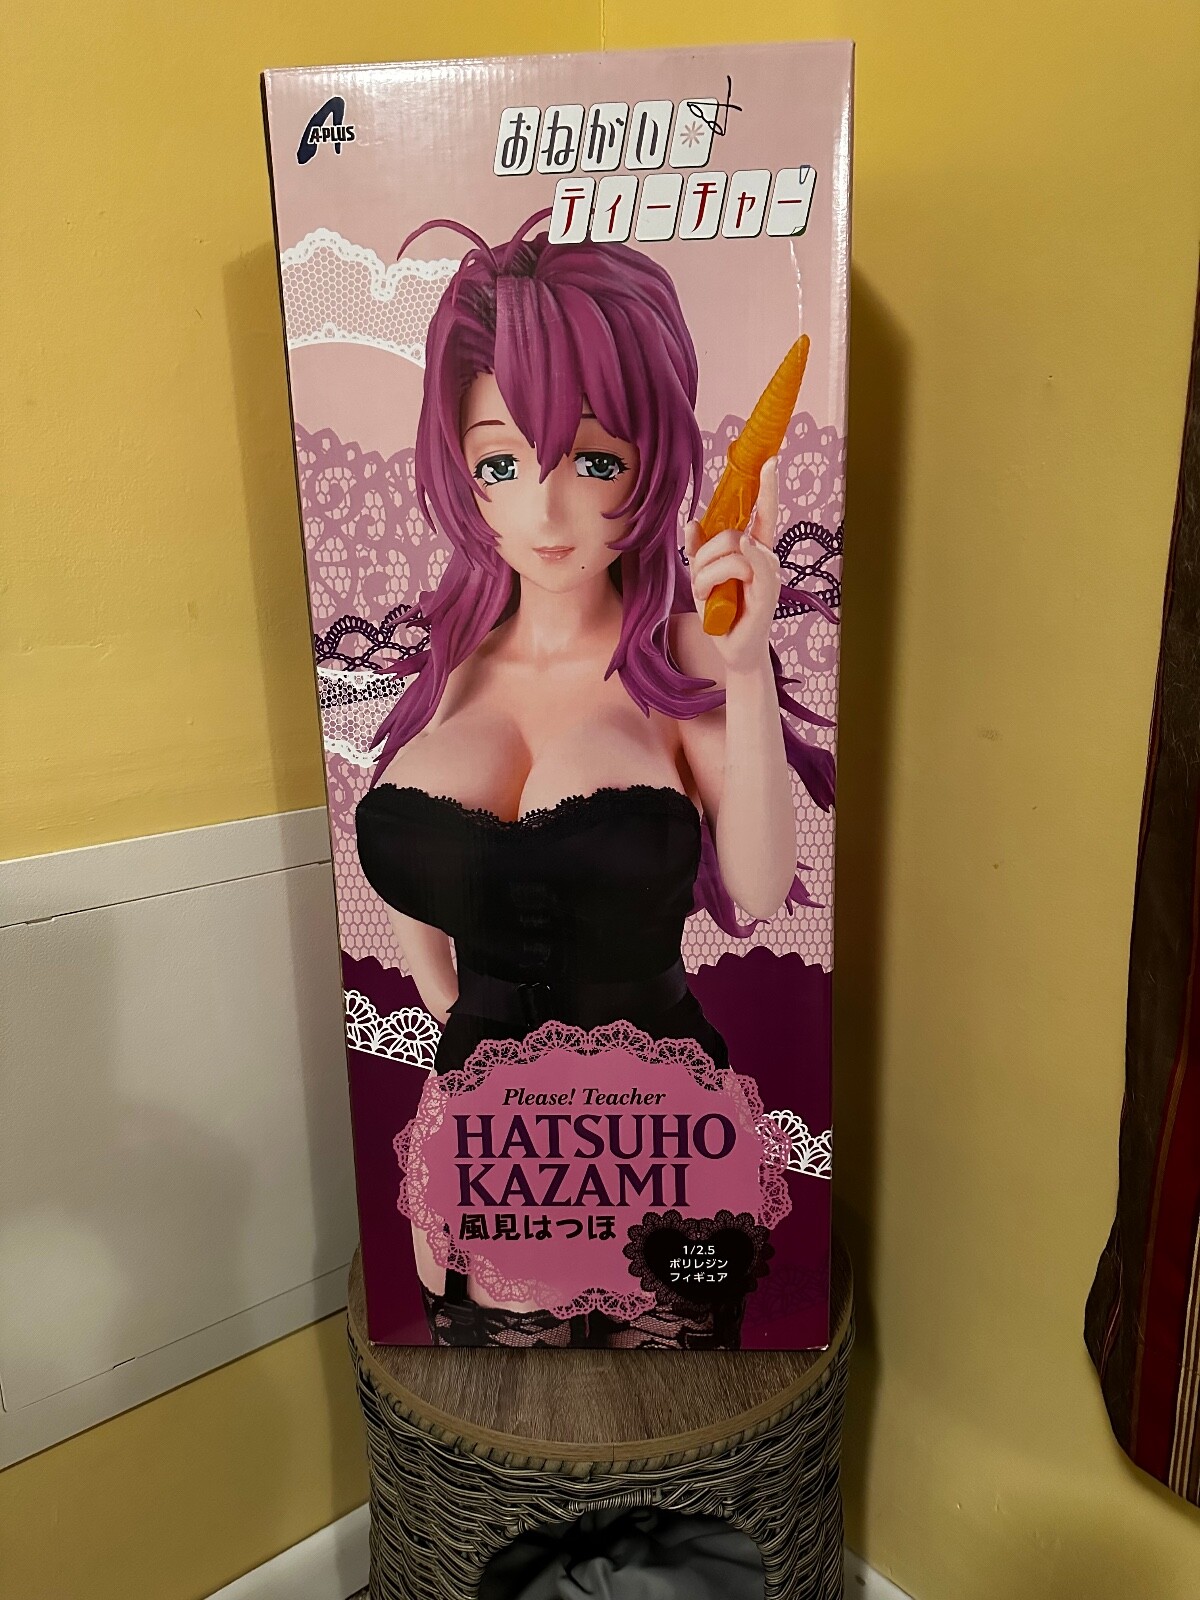 A-PLUS
おねがい＊
ティーチャー
Please! Teacher
HATSUHO
KAZAMI
風見はつほ
1/2.5
ポリレジン
フィギュア